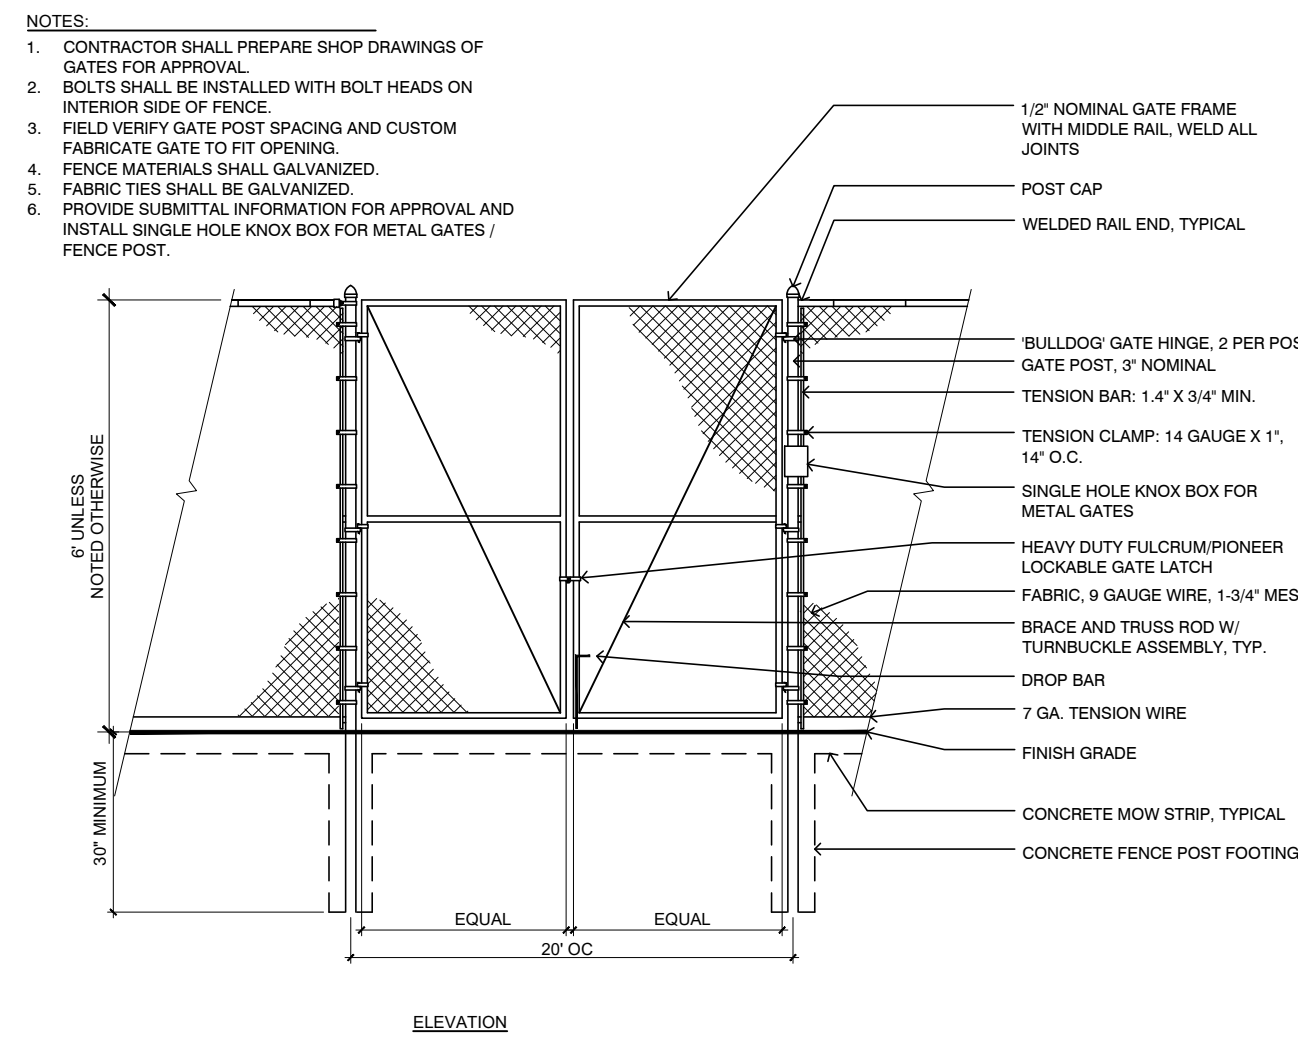 NOTES:
1. CONTRACTOR SHALL PREPARE SHOP DRAWINGS OF
GATES FOR APPROVAL.
2. BOLTS SHALL BE INSTALLED WITH BOLT HEADS ON
INTERIOR SIDE OF FENCE.
3. FIELD VERIFY GATE POST SPACING AND CUSTOM
FABRICATE GATE TO FIT OPENING.
4. FENCE MATERIALS SHALL GALVANIZED.
5. FABRIC TIES SHALL BE GALVANIZED.
6. PROVIDE SUBMITTAL INFORMATION FOR APPROVAL AND
INSTALL SINGLE HOLE KNOX BOX FOR METAL GATES /
FENCE POST.
1/2" NOMINAL GATE FRAME
WITH MIDDLE RAIL, WELD ALL
JOINTS
POST CAP
WELDED RAIL END, TYPICAL
'BULLDOG' GATE HINGE, 2 PER POS
GATE POST, 3" NOMINAL
TENSION BAR: 1.4" X 3/4" MIN.
TENSION CLAMP: 14 GAUGE X 1",
14" O.C.
SINGLE HOLE KNOX BOX FOR
METAL GATES
HEAVY DUTY FULCRUM/PIONEER
LOCKABLE GATE LATCH
FABRIC, 9 GAUGE WIRE, 1-3/4" MES
BRACE AND TRUSS ROD W/
TURNBUCKLE ASSEMBLY, TYP.
DROP BAR
7 GA. TENSION WIRE
FINISH GRADE
CONCRETE MOW STRIP, TYPICAL
CONCRETE FENCE POST FOOTING
6' UNLESS
NOTED OTHERWISE
30" MINIMUM
EQUAL
EQUAL
20' OC
ELEVATION